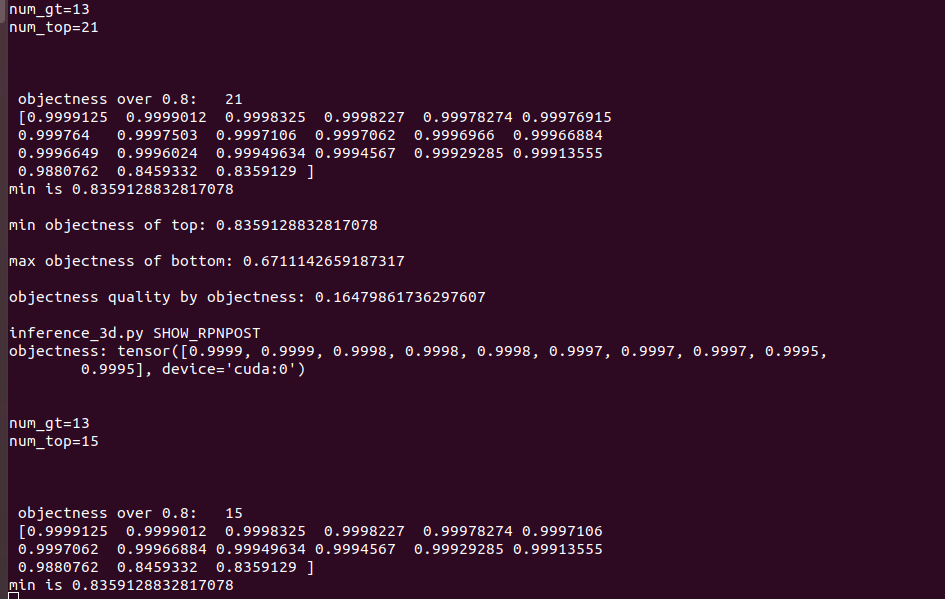 num_gt=13
num_top=21
objectness over 0.8:   21
[0.9999125  0.9999012  0.9998325  0.9998227  0.99978274 0.99976915
0.999764   0.9997503  0.9997106  0.9997062  0.9996966  0.99966884
0.9996649  0.9996024  0.99949634 0.9994567  0.99929285 0.99913555
0.9880762  0.8459332  0.8359129 ]
min is 0.8359128832817078
min objectness of top: 0.8359128832817078
max objectness of bottom: 0.6711142659187317
objectness quality by objectness: 0.16479861736297607
inference_3d.py SHOW_RPNPOST
objectness: tensor([0.9999, 0.9999, 0.9998, 0.9998, 0.9998, 0.9997, 0.9997, 0.9997, 0.9995,
0.9995], device='cuda:0')
num_gt=13
num_top=15
objectness over 0.8:   15
[0.9999125  0.9999012  0.9998325  0.9998227  0.99978274 0.9997106
0.9997062  0.99966884 0.99949634 0.9994567  0.99929285 0.99913555
0.9880762  0.8459332  0.8359129 ]
min is 0.8359128832817078